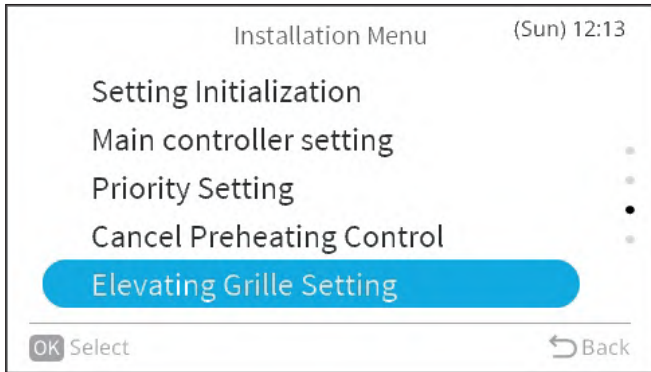 Installation Menu
(Sun) 12:13
Setting Initialization
Main controller setting
Priority Setting
Cancel Preheating Control
Elevating Grille Setting
OK Select
Back